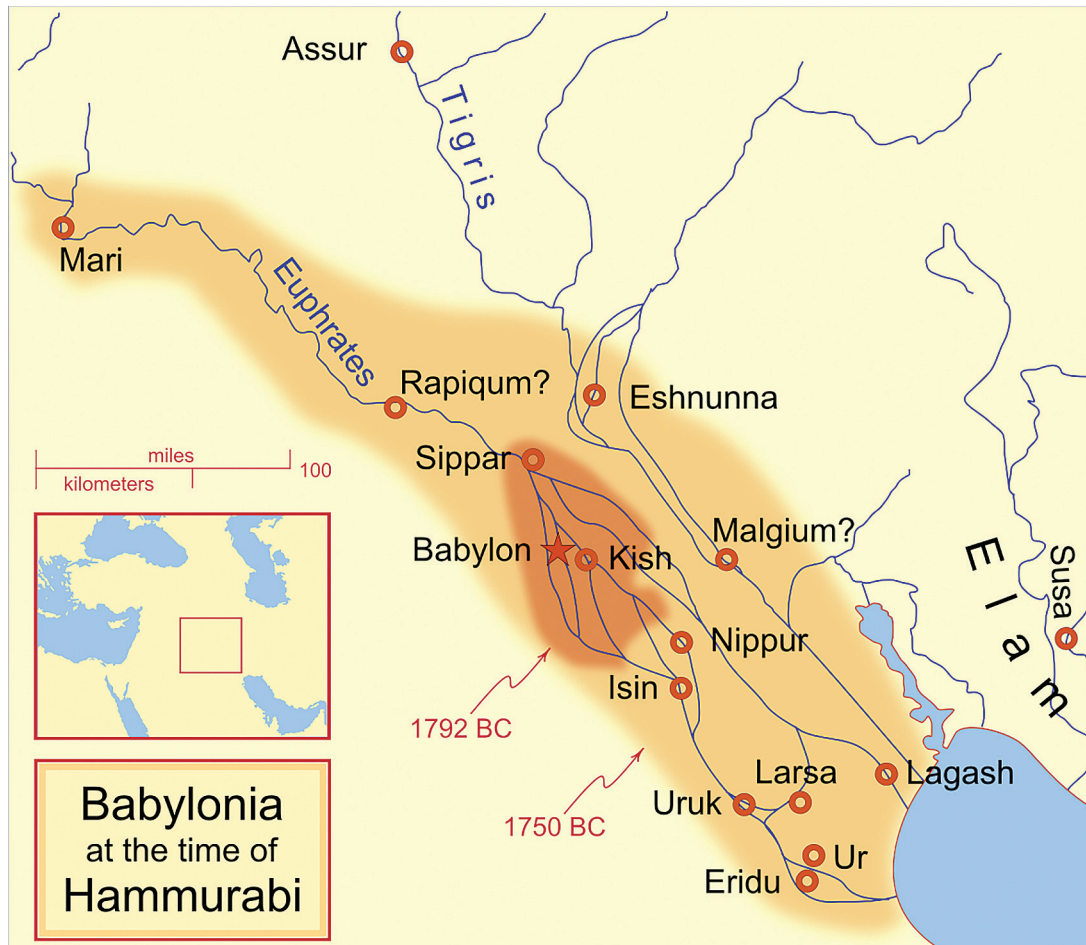 Assur
Tigris
Mari
Euphrates
Rapiqum?
Eshnunna
miles
100
kilometers
Sippar
Malgium?
Babylon
Kish
Elam
Susa
Nippur
Isin
1792 BC
Larsa
Lagash
Uruk
1750 BC
Ur
Eridu
Babylonia
at the time of
Hammurabi